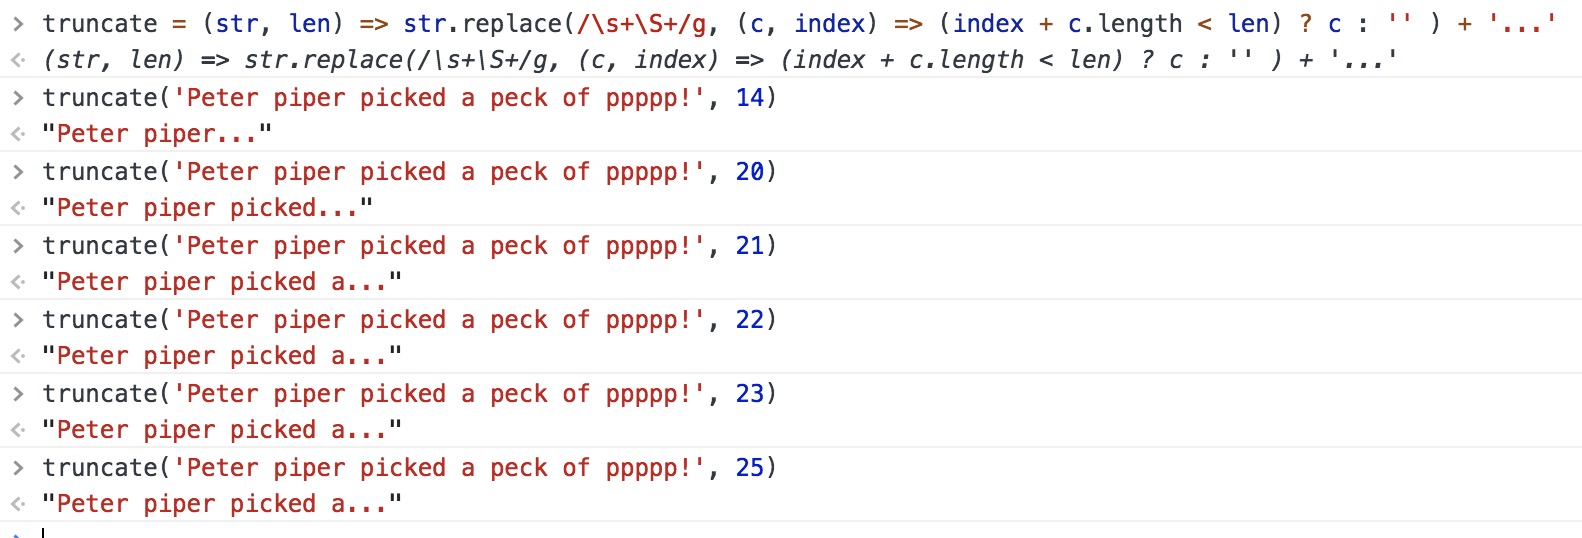 > truncate = (str, len) => str.replace(/\s+\S+/g, (c, index) => (index + c.length < len) ? c : '' ) + '...'
(str, len) => str.replace(/\s+\S+/g, (c, index) => (index + c.length < len) ? c : '' ) + '...'
> truncate('Peter piper picked a peck of ppppp!', 14)
"Peter piper..."
> truncate('Peter piper picked a peck of ppppp!', 20)
"Peter piper picked..."
> truncate('Peter piper picked a peck of ppppp!', 21)
"Peter piper picked a..."
> truncate('Peter piper picked a peck of ppppp!', 22)
"Peter piper picked a..."
> truncate('Peter piper picked a peck of ppppp!', 23)
"Peter piper picked a..."
> truncate('Peter piper picked a peck of ppppp!', 25)
"Peter piper picked a..."